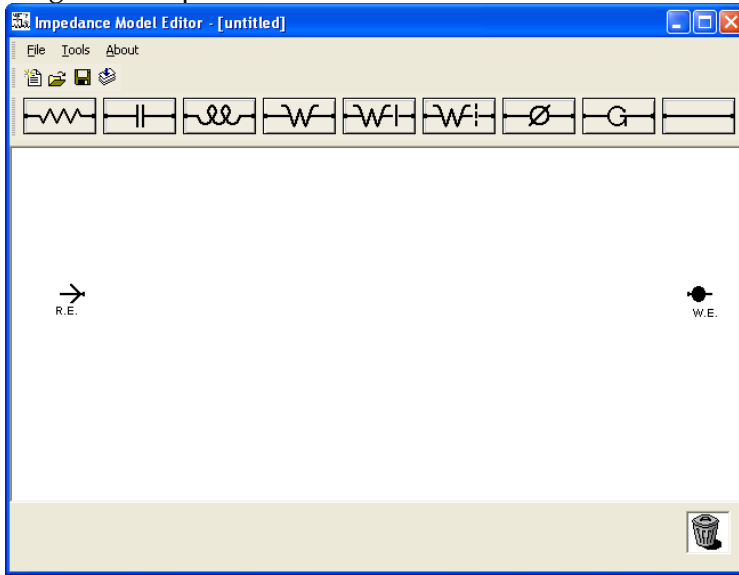 Impedance Model Editor - [untitled]
File Tools About
W W W Ø G
R.E.
W.E.